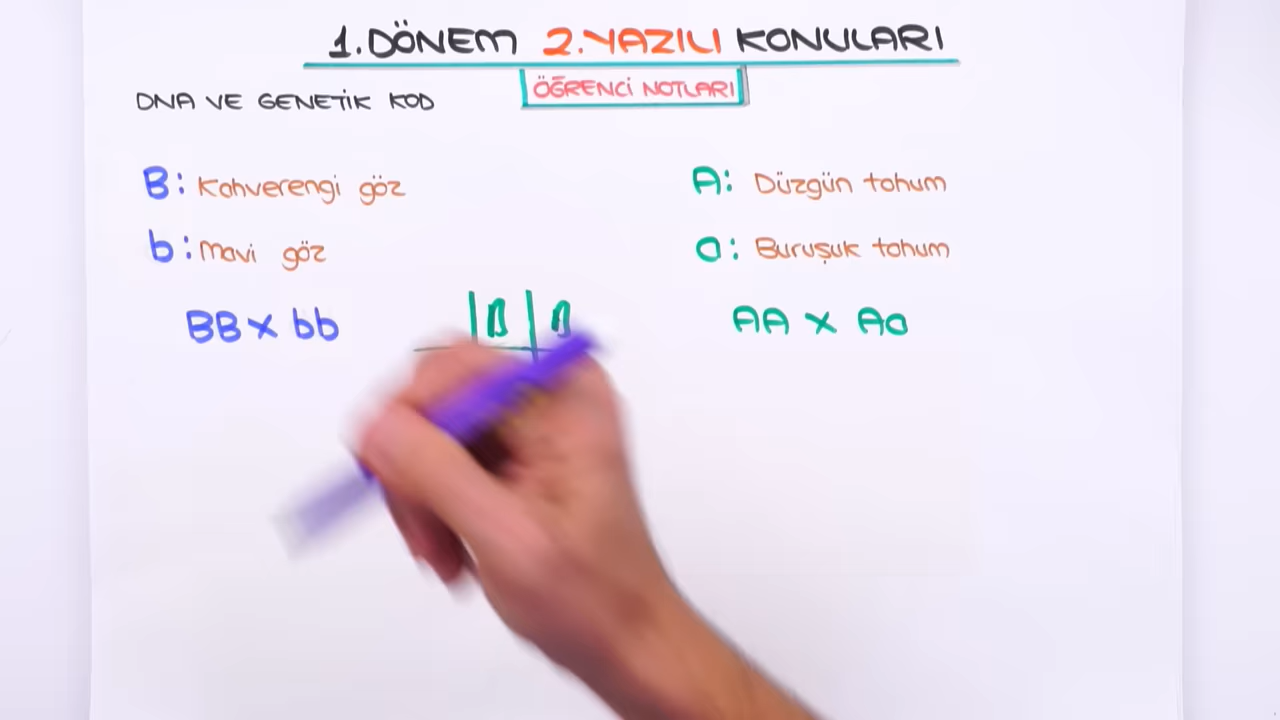 1.DÖNEM 2.YAZILI KONULARI
ÖĞRENCİ NOTLARI
DNA VE GENETİK KOD
B: Kahverengi göz
b: Mavi göz
BB x bb
B B
A: Düzgün tohum
a: Buruşuk tohum
AA x Aa